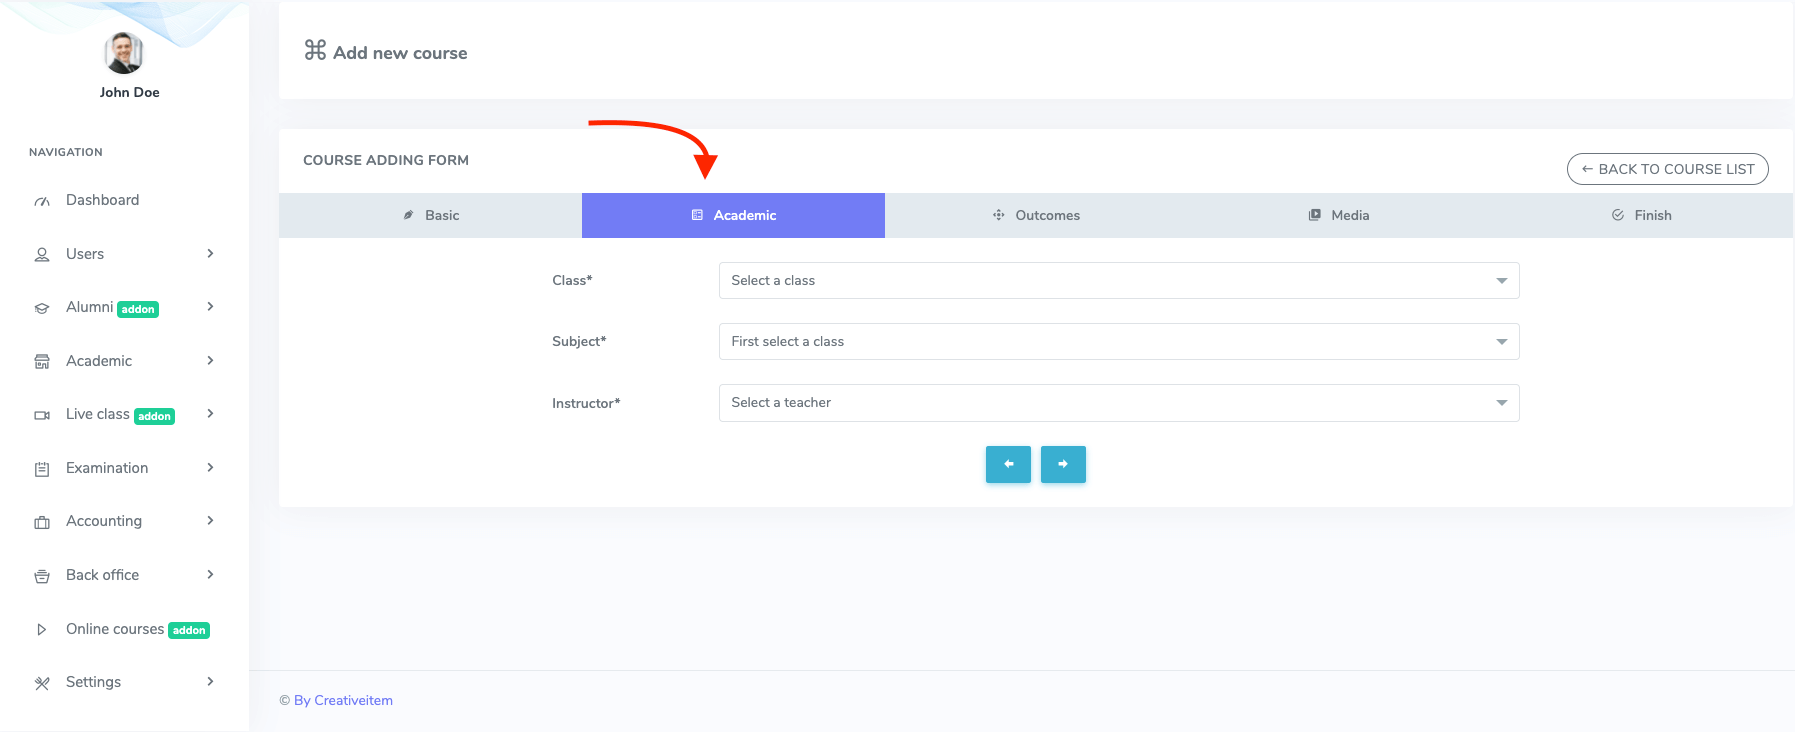 John Doe
NAVIGATION
Dashboard
Users
Alumni addon
Academic
Live class addon
Examination
Accounting
Back office
Online courses addon
Settings
⌘ Add new course
COURSE ADDING FORM
← BACK TO COURSE LIST
Basic Academic Outcomes Media Finish
Class* Select a class
Subject* First select a class
Instructor* Select a teacher
© By Creativeitem